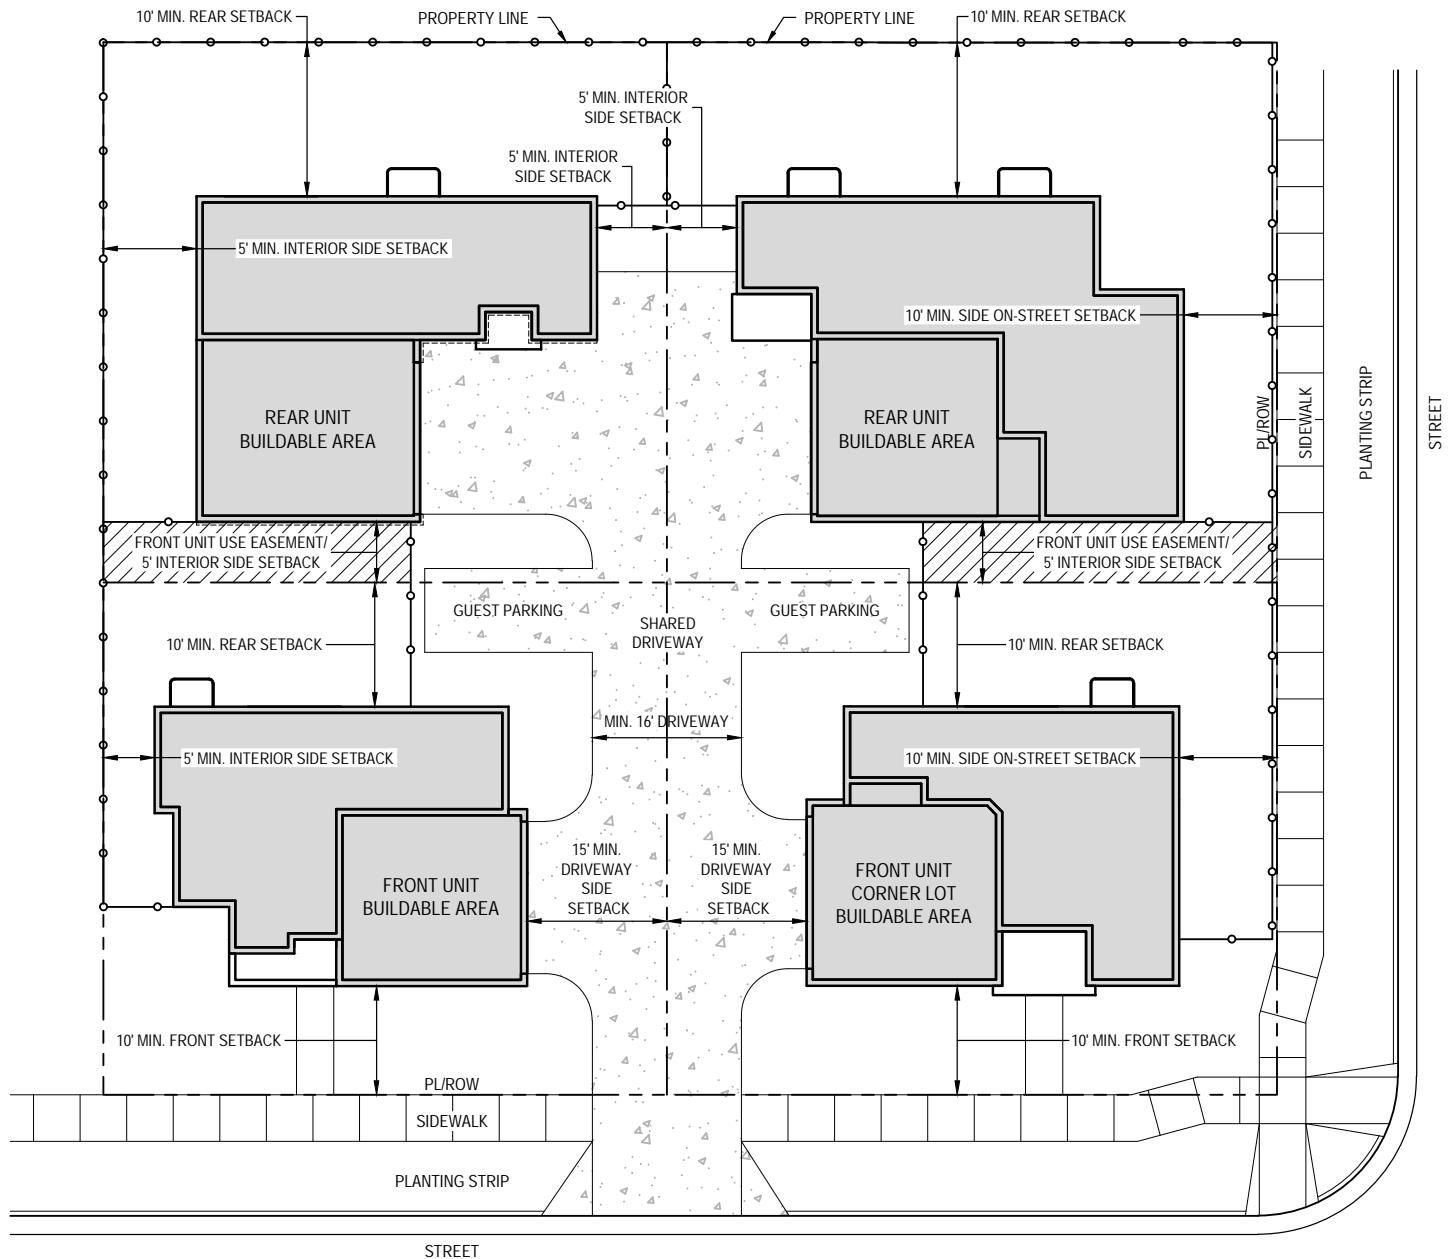 10' MIN. REAR SETBACK
PROPERTY LINE
PROPERTY LINE
10' MIN. REAR SETBACK
5' MIN. INTERIOR
SIDE SETBACK
5' MIN. INTERIOR
SIDE SETBACK
5' MIN. INTERIOR SIDE SETBACK
10' MIN. SIDE ON-STREET SETBACK
REAR UNIT
BUILDABLE AREA
REAR UNIT
BUILDABLE AREA
PL/ROW
SIDEWALK
PLANTING STRIP
STREET
FRONT UNIT USE EASEMENT/
5' INTERIOR SIDE SETBACK
FRONT UNIT USE EASEMENT/
5' INTERIOR SIDE SETBACK
GUEST PARKING
SHARED
DRIVEWAY
GUEST PARKING
10' MIN. REAR SETBACK
10' MIN. REAR SETBACK
MIN. 16' DRIVEWAY
5' MIN. INTERIOR SIDE SETBACK
10' MIN. SIDE ON-STREET SETBACK
15' MIN.
DRIVEWAY
SIDE
SETBACK
15' MIN.
DRIVEWAY
SIDE
SETBACK
FRONT UNIT
BUILDABLE AREA
FRONT UNIT
CORNER LOT
BUILDABLE AREA
10' MIN. FRONT SETBACK
10' MIN. FRONT SETBACK
PL/ROW
SIDEWALK
PLANTING STRIP
STREET